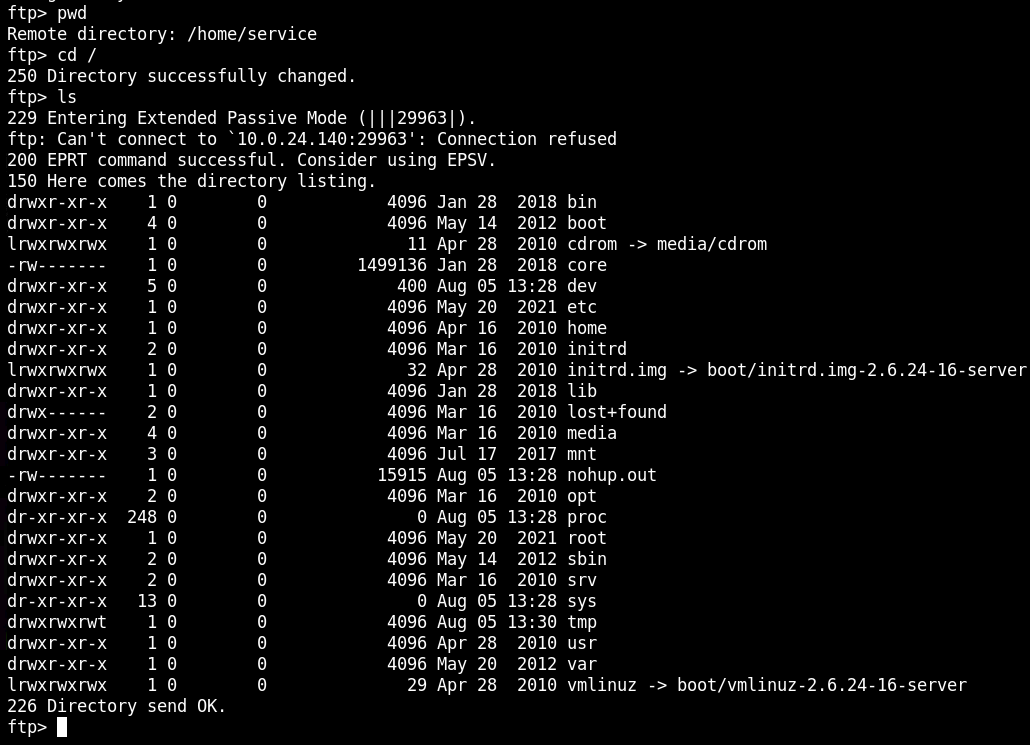 ftp> pwd
Remote directory: /home/service
ftp> cd /
250 Directory successfully changed.
ftp> ls
229 Entering Extended Passive Mode (|||29963|).
ftp: Can't connect to `10.0.24.140:29963': Connection refused
200 EPRT command successful. Consider using EPSV.
150 Here comes the directory listing.
drwxr-xr-x    1 0        0            4096 Jan 28  2018 bin
drwxr-xr-x    4 0        0            4096 May 14  2012 boot
lrwxrwxrwx    1 0        0              11 Apr 28  2010 cdrom -> media/cdrom
-rw-------    1 0        0         1499136 Jan 28  2018 core
drwxr-xr-x    5 0        0             400 Aug 05 13:28 dev
drwxr-xr-x    1 0        0            4096 May 20  2021 etc
drwxr-xr-x    1 0        0            4096 Apr 16  2010 home
drwxr-xr-x    2 0        0            4096 Mar 16  2010 initrd
lrwxrwxrwx    1 0        0              32 Apr 28  2010 initrd.img -> boot/initrd.img-2.6.24-16-server
drwxr-xr-x    1 0        0            4096 Jan 28  2018 lib
drwx------    2 0        0            4096 Mar 16  2010 lost+found
drwxr-xr-x    4 0        0            4096 Mar 16  2010 media
drwxr-xr-x    3 0        0            4096 Jul 17  2017 mnt
-rw-------    1 0        0           15915 Aug 05 13:28 nohup.out
drwxr-xr-x    2 0        0            4096 Mar 16  2010 opt
dr-xr-xr-x  248 0        0               0 Aug 05 13:28 proc
drwxr-xr-x    1 0        0            4096 May 20  2021 root
drwxr-xr-x    2 0        0            4096 May 14  2012 sbin
drwxr-xr-x    2 0        0            4096 Mar 16  2010 srv
dr-xr-xr-x   13 0        0               0 Aug 05 13:28 sys
drwxrwxrwt    1 0        0            4096 Aug 05 13:30 tmp
drwxr-xr-x    1 0        0            4096 Apr 28  2010 usr
drwxr-xr-x    1 0        0            4096 May 20  2012 var
lrwxrwxrwx    1 0        0              29 Apr 28  2010 vmlinuz -> boot/vmlinuz-2.6.24-16-server
226 Directory send OK.
ftp>